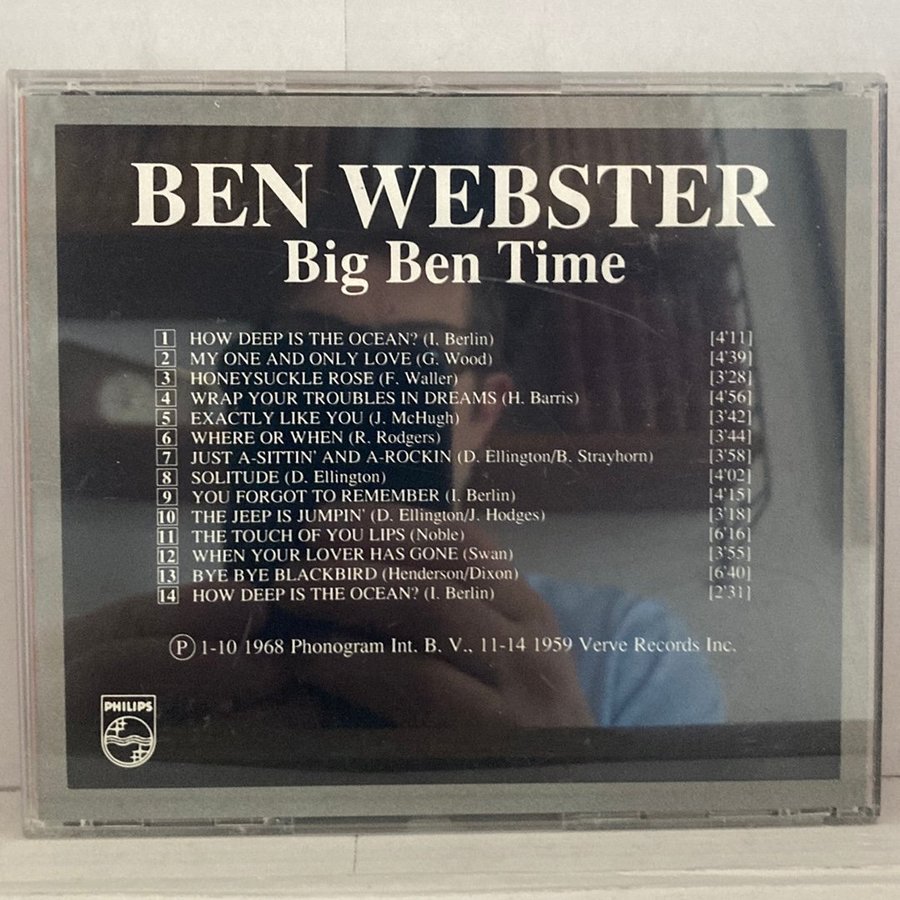 BEN WEBSTER
Big Ben Time
1 HOW DEEP IS THE OCEAN? (I. Berlin) [4'11]
2 MY ONE AND ONLY LOVE (G. Wood) [4'39]
3 HONEYSUCKLE ROSE (F. Waller) [3'28]
4 WRAP YOUR TROUBLES IN DREAMS (H. Barris) [4'56]
5 EXACTLY LIKE YOU (J. McHugh) [3'42]
6 WHERE OR WHEN (R. Rodgers) [3'44]
7 JUST A-SITTIN' AND A-ROCKIN (D. Ellington/B. Strayhorn) [3'58]
8 SOLITUDE (D. Ellington) [4'02]
9 YOU FORGOT TO REMEMBER (I. Berlin) [4'15]
10 THE JEEP IS JUMPIN' (D. Ellington/J. Hodges) [3'18]
11 THE TOUCH OF YOU LIPS (Noble) [6'16]
12 WHEN YOUR LOVER HAS GONE (Swan) [3'55]
13 BYE BYE BLACKBIRD (Henderson/Dixon) [6'40]
14 HOW DEEP IS THE OCEAN? (I. Berlin) [2'31]
Ⓟ 1-10 1968 Phonogram Int. B. V., 11-14 1959 Verve Records Inc.
PHILIPS